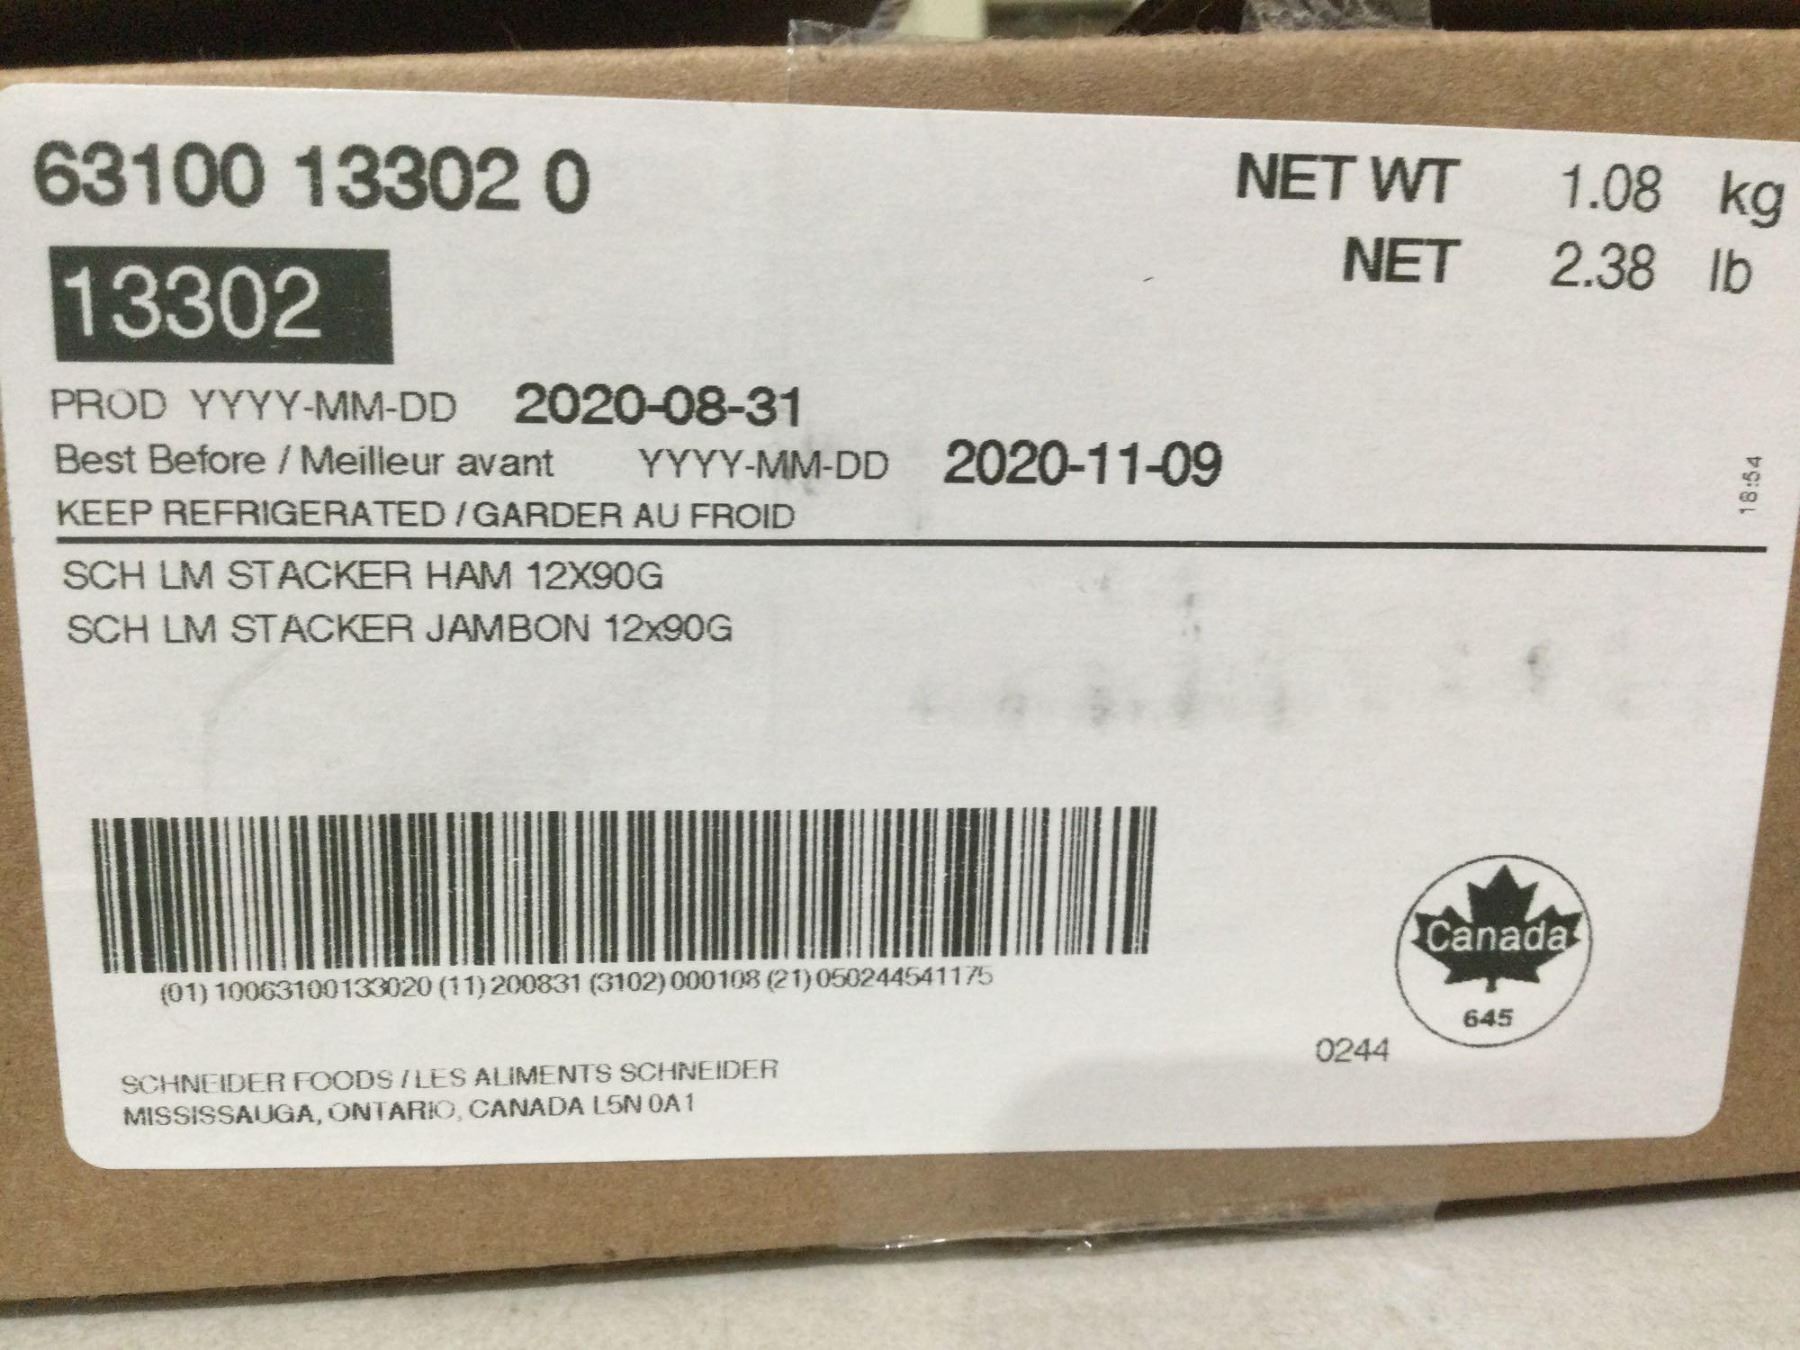 63100 13302 0
NET WT 1.08 kg
NET 2.38 lb
13302
PROD YYYY-MM-DD 2020-08-31
Best Before / Meilleur avant YYYY-MM-DD 2020-11-09
18:54
KEEP REFRIGERATED / GARDER AU FROID
SCH LM STACKER HAM 12X90G
SCH LM STACKER JAMBON 12x90G
(01) 10063100133020 (11) 200831 (3102) 000108 (21) 050244541175
Canada
645
0244
SCHNEIDER FOODS / LES ALIMENTS SCHNEIDER
MISSISSAUGA, ONTARIO, CANADA L5N 0A1